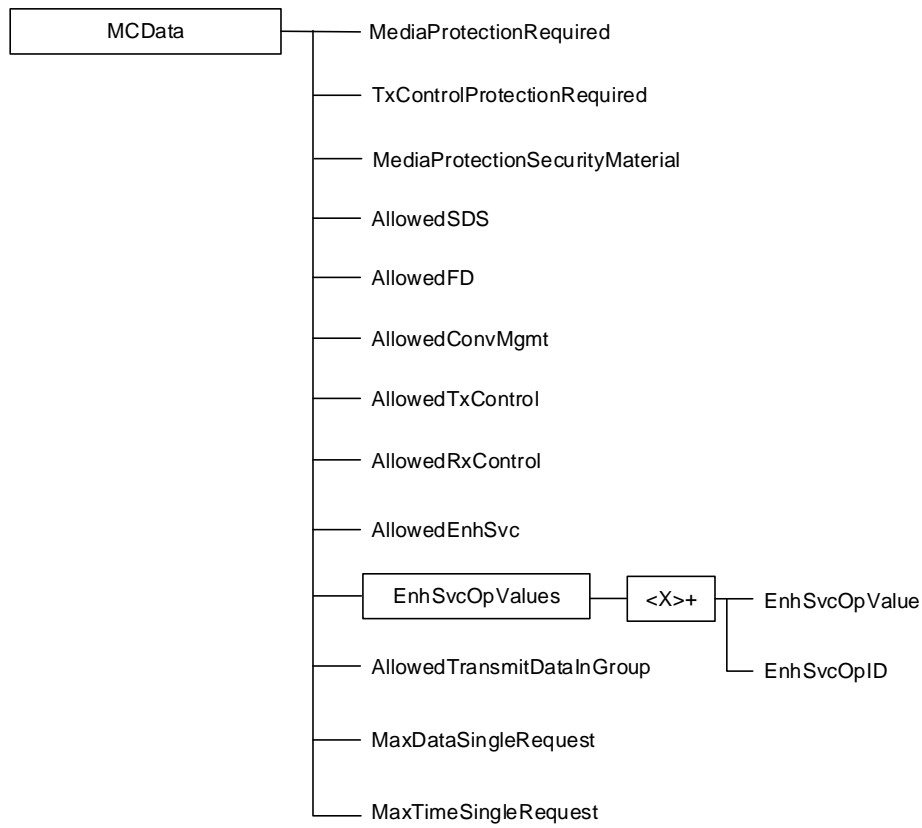 MCData
MediaProtectionRequired
TxControlProtectionRequired
MediaProtectionSecurityMaterial
AllowedSDS
AllowedFD
AllowedConvMgmt
AllowedTxControl
AllowedRxControl
AllowedEnhSvc
EnhSvcOpValues
<X>+
EnhSvcOpValue
EnhSvcOpID
AllowedTransmitDataInGroup
MaxDataSingleRequest
MaxTimeSingleRequest